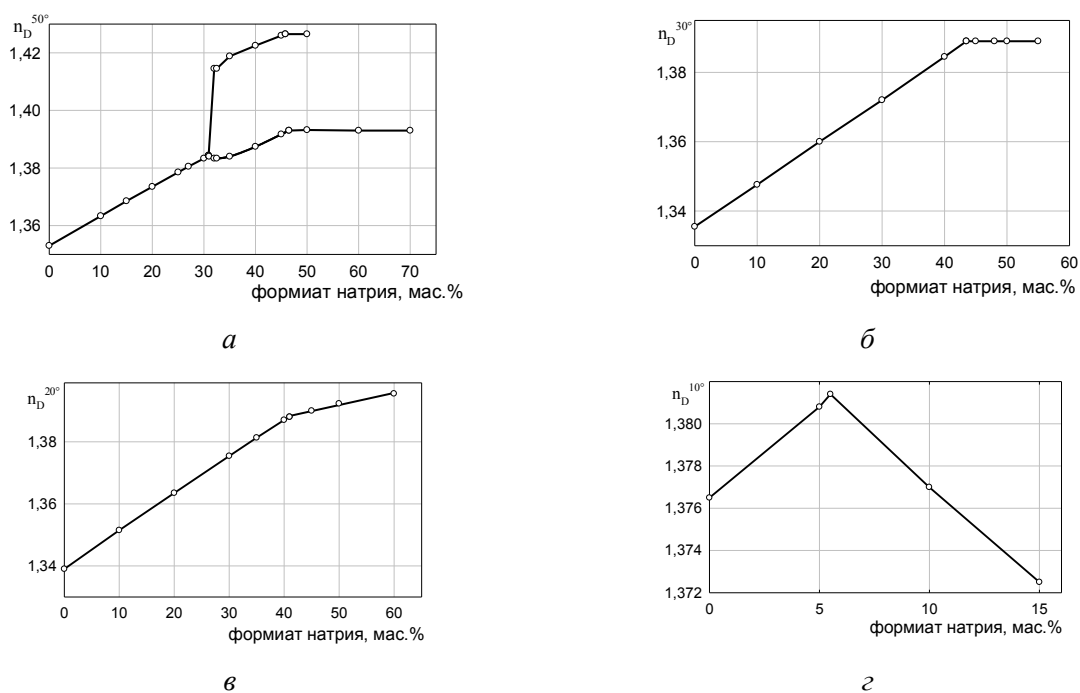 n_D^50°
1,42
1,40
1,38
1,36
0 10 20 30 40 50 60 70
формиат натрия, мас.%
а
n_D^30°
1,38
1,36
1,34
0 10 20 30 40 50 60
формиат натрия, мас.%
б
n_D^20°
1,38
1,36
1,34
0 10 20 30 40 50 60
формиат натрия, мас.%
в
n_D^10°
1,380
1,378
1,376
1,374
1,372
0 5 10 15
формиат натрия, мас.%
г